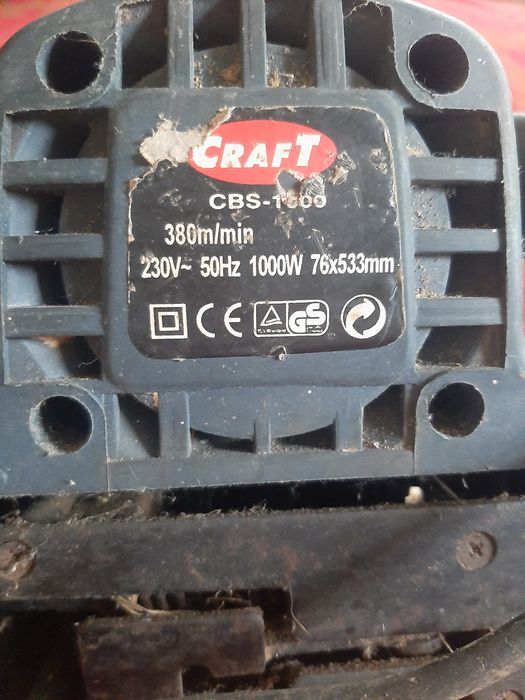 CRAFT
380m/min
230V~ 50Hz 1000W 76x533mm
CE GS